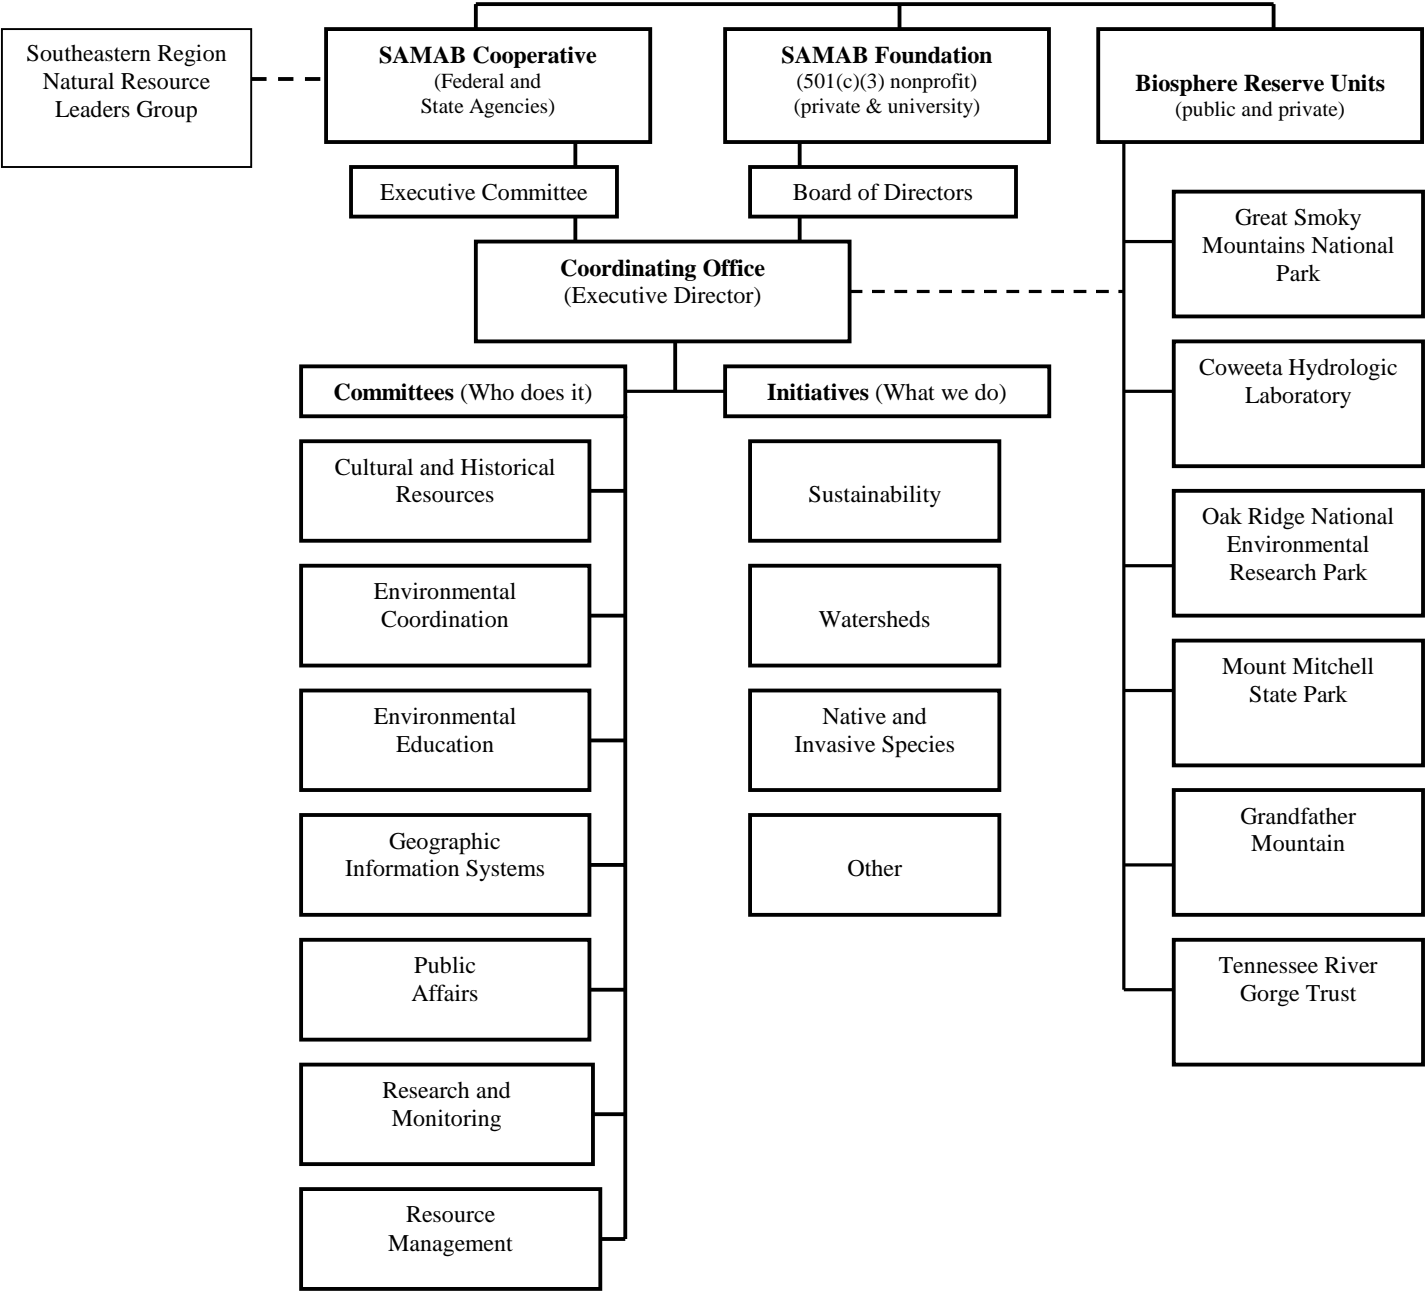 Southeastern Region
Natural Resource
Leaders Group
SAMAB Cooperative
(Federal and
State Agencies)
SAMAB Foundation
(501(c)(3) nonprofit)
(private & university)
Biosphere Reserve Units
(public and private)
Executive Committee
Board of Directors
Coordinating Office
(Executive Director)
Committees (Who does it)
Initiatives (What we do)
Cultural and Historical
Resources
Environmental
Coordination
Environmental
Education
Geographic
Information Systems
Public
Affairs
Research and
Monitoring
Resource
Management
Sustainability
Watersheds
Native and
Invasive Species
Other
Great Smoky
Mountains National
Park
Coweeta Hydrologic
Laboratory
Oak Ridge National
Environmental
Research Park
Mount Mitchell
State Park
Grandfather
Mountain
Tennessee River
Gorge Trust